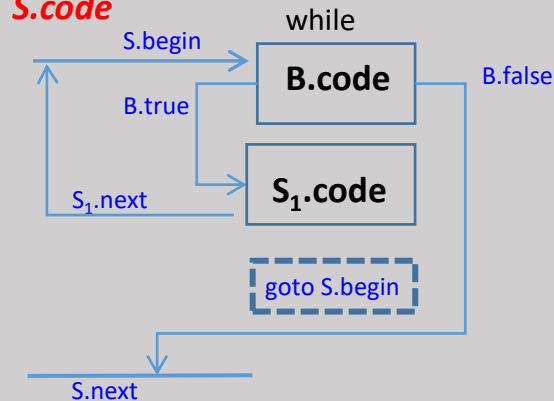 S.code
while
S.begin
B.code
B.false
B.true
S₁.code
S₁.next
goto S.begin
S.next